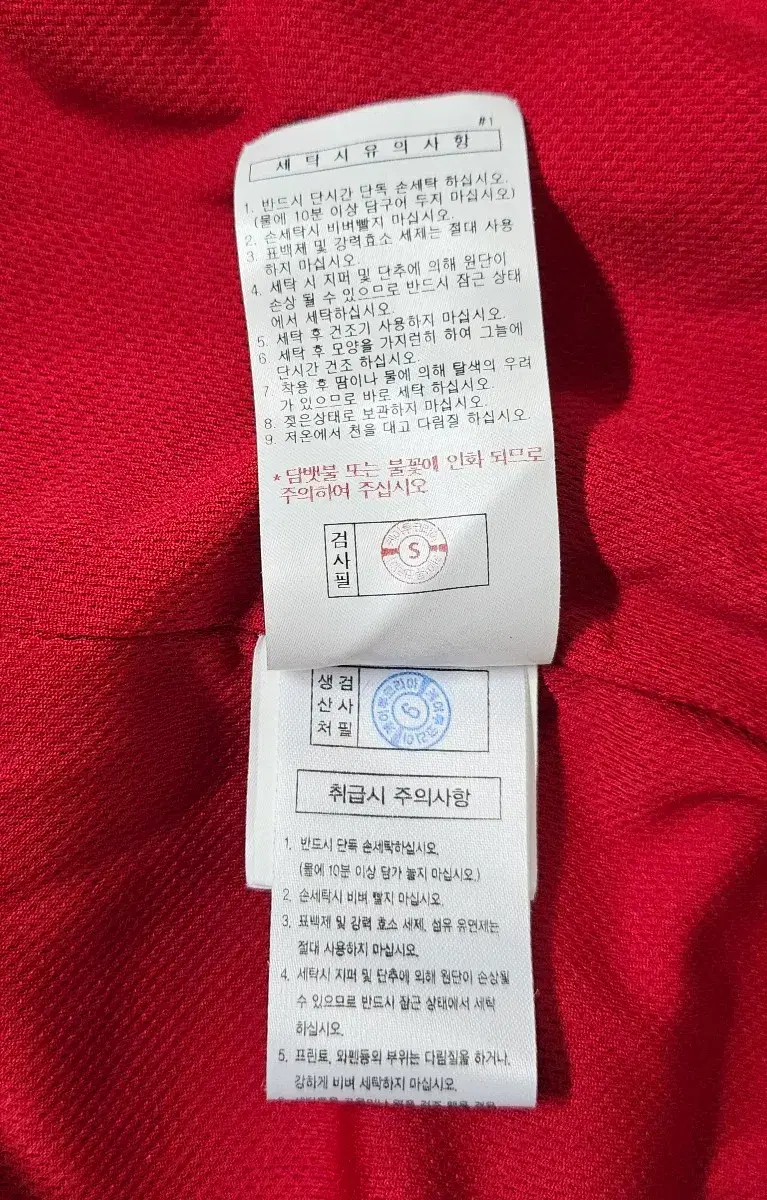 #1
세탁시유의사항
1. 반드시 단시간 단독 손세탁 하십시오.
(물에 10분 이상 담구어 두지 마십시오)
2. 손세탁시 비벼빨지 마십시오.
3. 표백제 및 강력효소 세제는 절대 사용
하지 마십시오.
4. 세탁 시 지퍼 및 단추에 의해 원단이
손상 될 수 있으므로 반드시 잠근 상태
에서 세탁하십시오.
5. 세탁 후 건조기 사용하지 마십시오.
6. 세탁 후 모양을 가지런히 하여 그늘에
단시간 건조 하십시오.
7. 착용 후 땀이나 물에 의해 탈색의 우려
가 있으므로 바로 세탁 하십시오.
8. 젖은상태로 보관하지 마십시오.
9. 저온에서 천을 대고 다림질 하십시오.
* 담뱃불 또는 불꽃에 인화 되므로
주의하여 주십시오
검사필
S
생산처
검사필
6
케이투코리아
케이투코리아
취급시 주의사항
1. 반드시 단독 손세탁하십시오.
(물에 10분 이상 담가 놓지 마십시오.)
2. 손세탁시 비벼 빨지 마십시오.
3. 표백제 및 강력 효소 세제, 섬유 유연제는
절대 사용하지 마십시오.
4. 세탁시 지퍼 및 단추에 의해 원단이 손상될
수 있으므로 반드시 잠근 상태에서 세탁
하십시오.
5. 프린트, 와펜등의 부위는 다림질을 하거나,
강하게 비벼 세탁하지 마십시오.